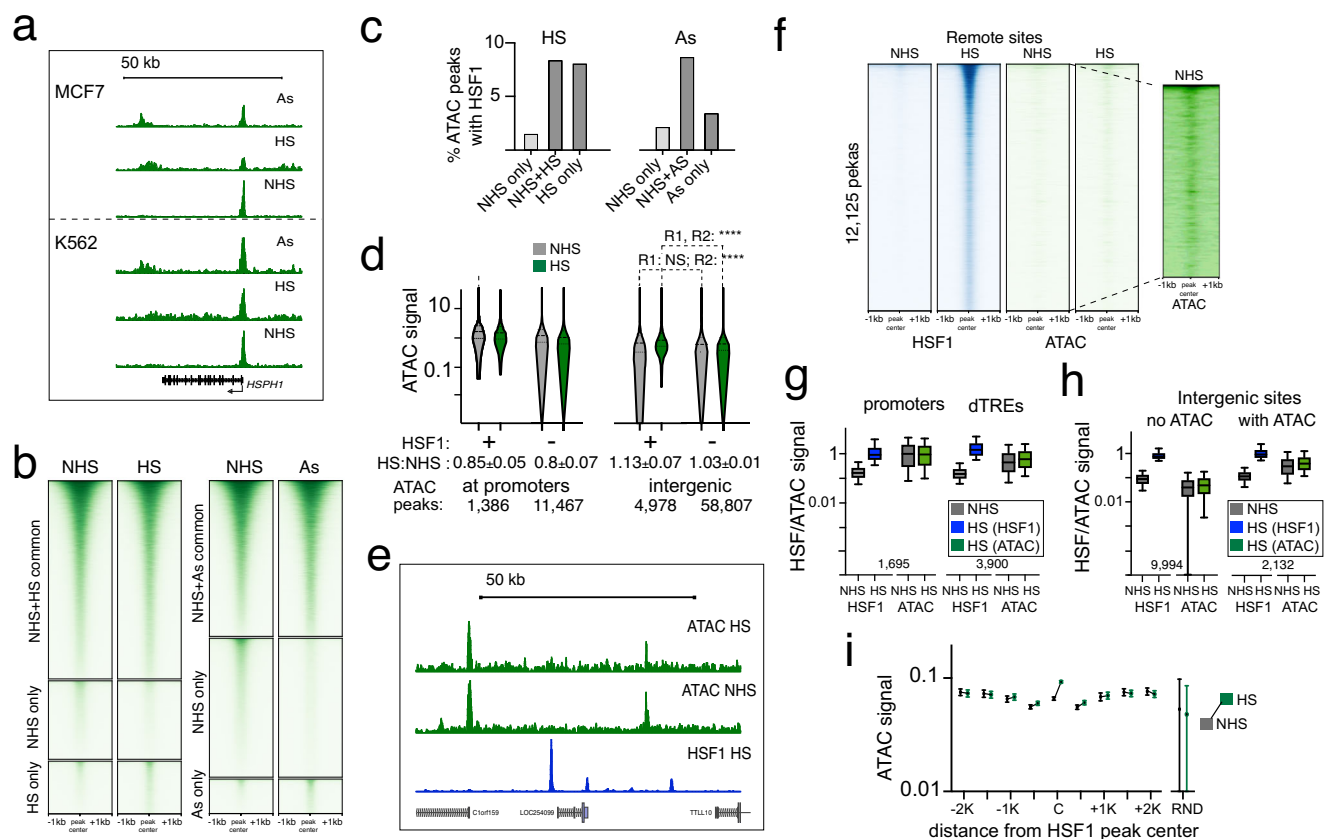 a
50 kb
MCF7
As
HS
NHS
K562
As
HS
NHS
HSPH1
b
NHS HS NHS As
NHS+HS common
NHS only
HS only
NHS+As common
NHS only
As only
-1kb peak center +1kb -1kb peak center +1kb -1kb peak center +1kb -1kb peak center +1kb
c
HS As
% ATAC peaks with HSF1
10
5
NHS only
NHS+HS
HS only
NHS only
NHS+AS
As only
d
NHS
HS
R1, R2: ****
R1: NS; R2: ****
ATAC signal
10
0.1
HSF1: + - + -
HS:NHS : 0.85±0.05 0.8±0.07 1.13±0.07 1.03±0.01
ATAC at promoters intergenic
peaks: 1,386 11,467 4,978 58,807
e
50 kb
ATAC HS
ATAC NHS
HSF1 HS
C1orf159 LOC254099 TTLL10
f
Remote sites
NHS HS NHS HS
NHS
12,125 pekas
-1kb peak center +1kb -1kb peak center +1kb -1kb peak center +1kb -1kb peak center +1kb
HSF1 ATAC
-1kb peak center +1kb
ATAC
g
promoters dTREs
HSF/ATAC signal
1
0.01
NHS
HS (HSF1)
HS (ATAC)
1,695 3,900
NHS HS NHS HS NHS HS NHS HS
HSF1 ATAC HSF1 ATAC
h
Intergenic sites
no ATAC with ATAC
HSF/ATAC signal
1
0.01
NHS
HS (HSF1)
HS (ATAC)
9,994 2,132
NHS HS NHS HS NHS HS NHS HS
HSF1 ATAC HSF1 ATAC
i
ATAC signal
0.1
0.01
HS
NHS
-2K -1K C +1K +2K RND
distance from HSF1 peak center